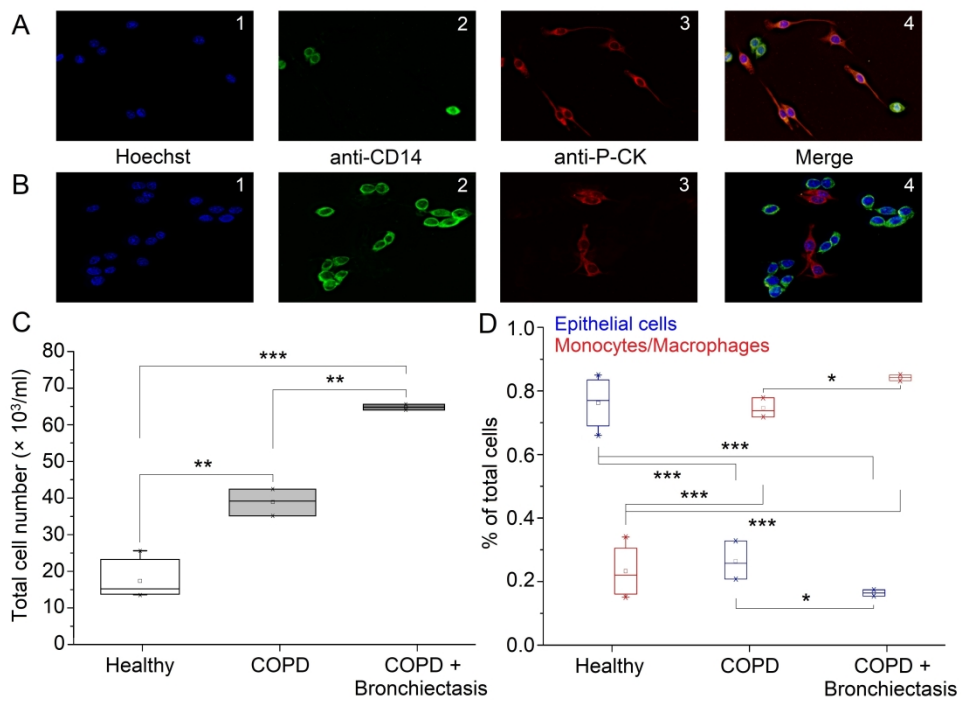 A
1
2
3
4
Hoechst
anti-CD14
anti-P-CK
Merge
B
1
2
3
4
C
Total cell number (× 10³/ml)
80
70
60
50
40
30
20
10
0
***
**
**
Healthy
COPD
COPD +
Bronchiectasis
D
% of total cells
1.0
0.8
0.6
0.4
0.2
0.0
Epithelial cells
Monocytes/Macrophages
*
***
***
***
***
*
Healthy
COPD
COPD +
Bronchiectasis